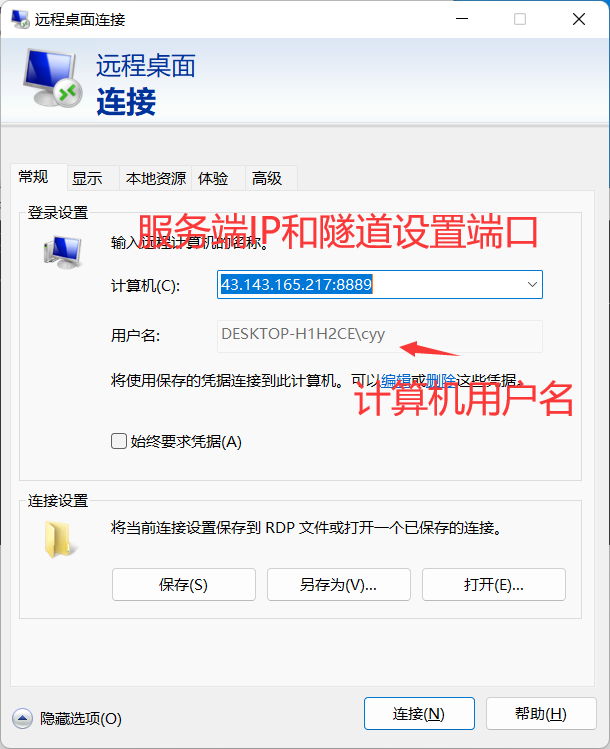 远程桌面连接
远程桌面
连接
常规
显示
本地资源
体验
高级
登录设置
服务端IP和隧道设置端口
输入远程计算机的名称。
计算机(C):
43.143.165.217:8889
用户名:
DESKTOP-H1H2CE\cyy
将使用保存的凭据连接到此计算机。可以编辑或删除这些凭据。
计算机用户名
始终要求凭据(A)
连接设置
将当前连接设置保存到 RDP 文件或打开一个已保存的连接。
保存(S)
另存为(V)...
打开(E)...
隐藏选项(O)
连接(N)
帮助(H)